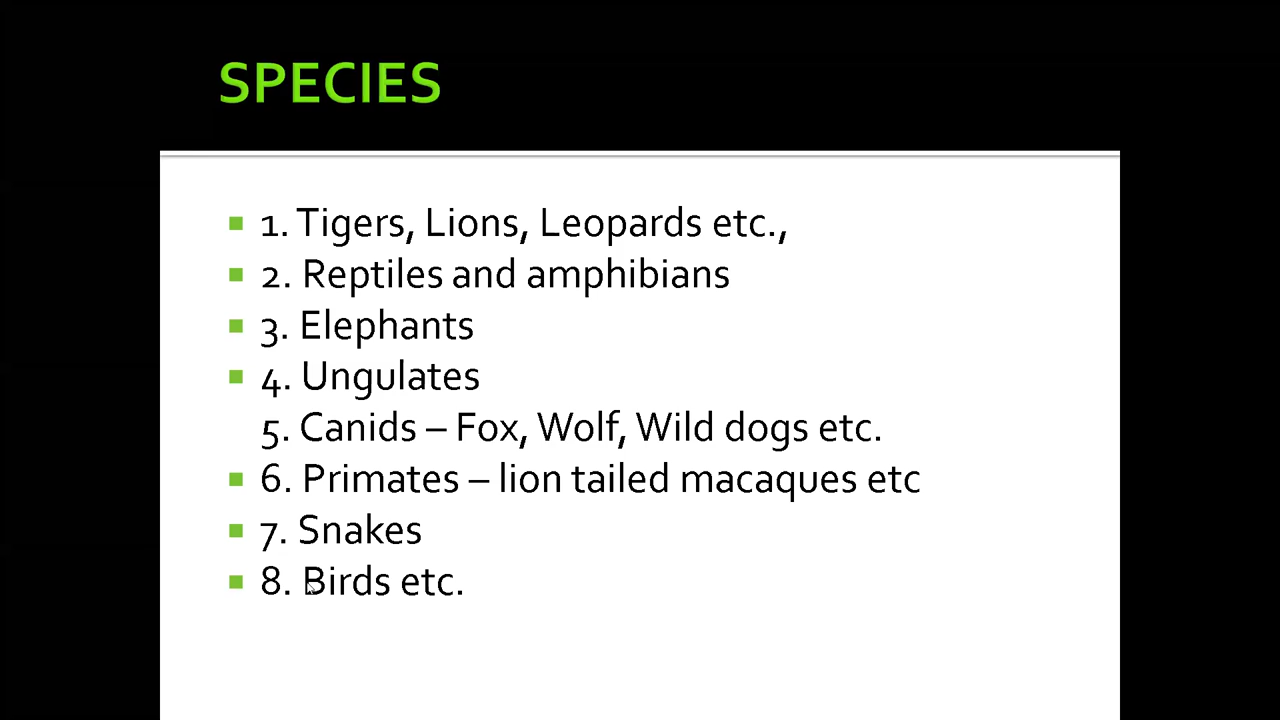 SPECIES
1. Tigers, Lions, Leopards etc.,
2. Reptiles and amphibians
3. Elephants
4. Ungulates
5. Canids – Fox, Wolf, Wild dogs etc.
6. Primates – lion tailed macaques etc
7. Snakes
8. Birds etc.